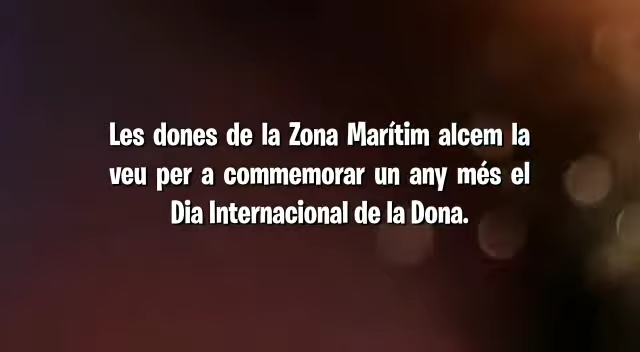 Les dones de la Zona Marítim alcem la
veu per a commemorar un any més el
Dia Internacional de la Dona.